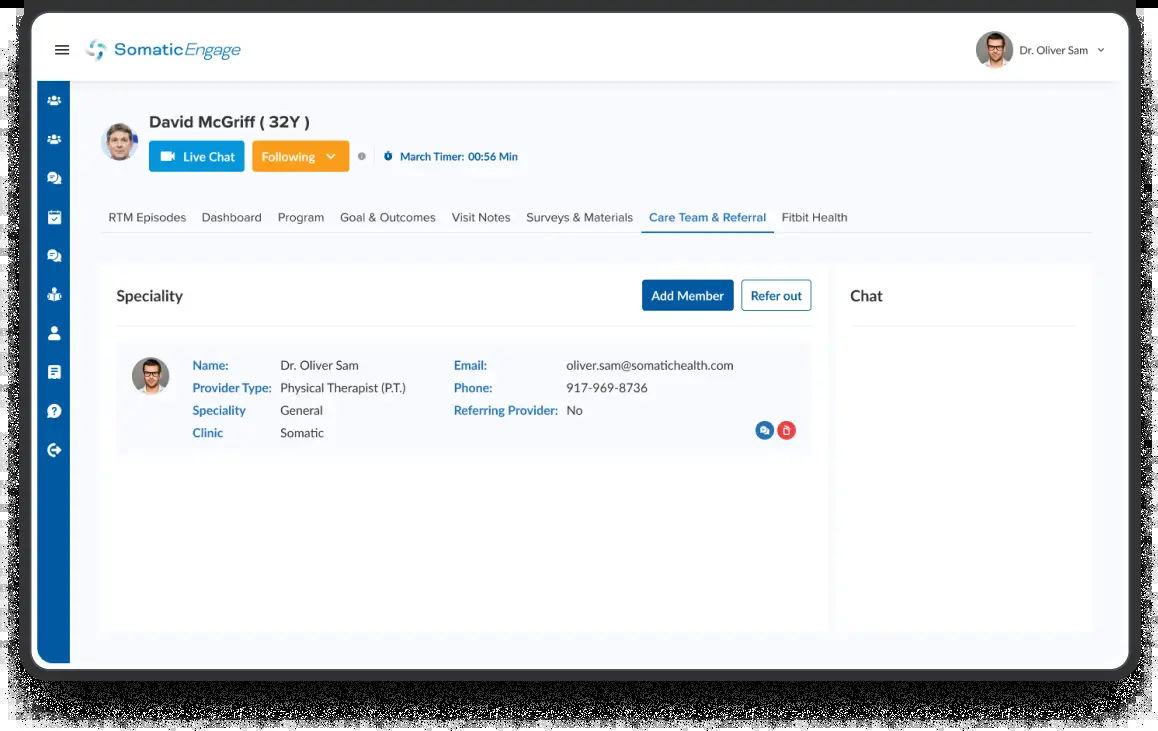 SomaticEngage
Dr. Oliver Sam
David McGriff ( 32Y )
Live Chat
Following
March Timer: 00:56 Min
RTM Episodes Dashboard Program Goal & Outcomes Visit Notes Surveys & Materials Care Team & Referral Fitbit Health
Speciality
Add Member
Refer out
Chat
Name: Dr. Oliver Sam Email: oliver.sam@somatichealth.com
Provider Type: Physical Therapist (P.T.) Phone: 917-969-8736
Speciality General Referring Provider: No
Clinic Somatic